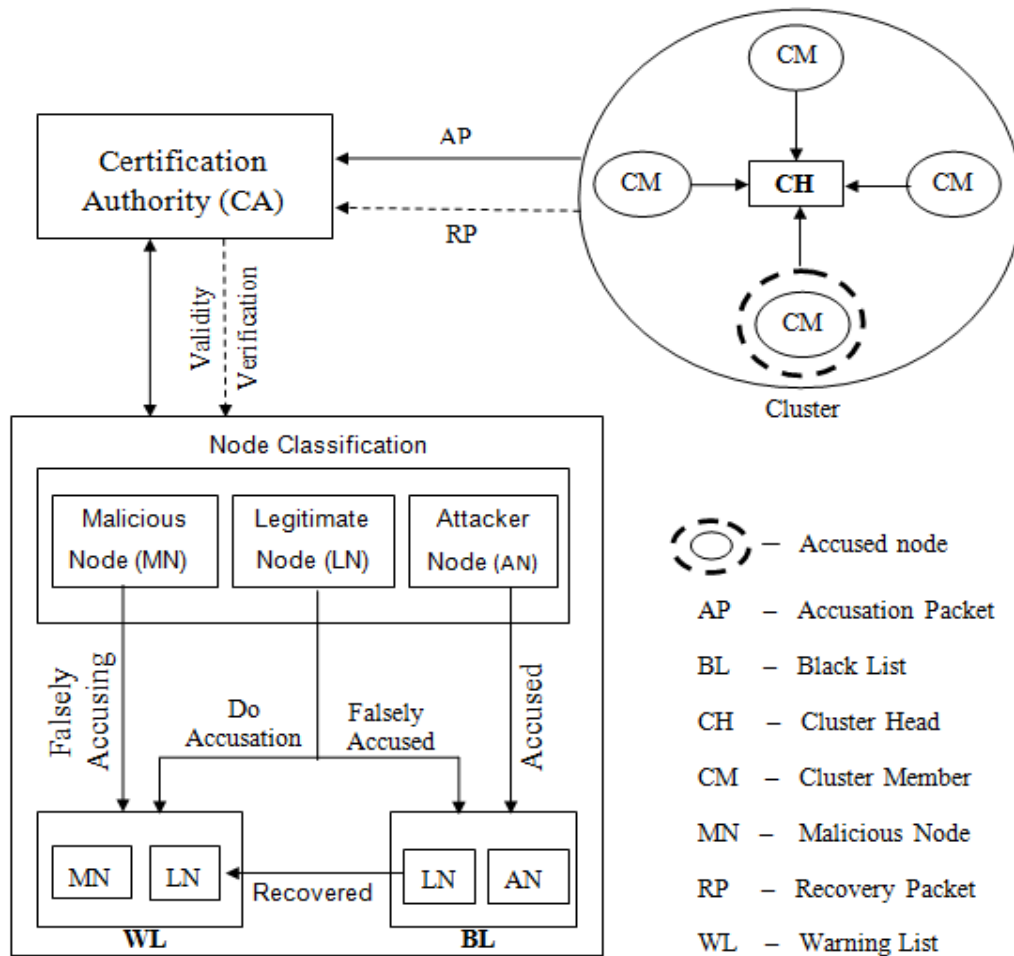 CM
AP
Certification
Authority (CA)
CM
CH
CM
RP
Validity
Verification
CM
Cluster
Node Classification
Malicious
Node (MN)
Legitimate
Node (LN)
Attacker
Node (AN)
Falsely
Accusing
Do
Accusation
Falsely
Accused
Accused
MN
LN
Recovered
LN
AN
WL
BL
– Accused node
AP – Accusation Packet
BL – Black List
CH – Cluster Head
CM – Cluster Member
MN – Malicious Node
RP – Recovery Packet
WL – Warning List